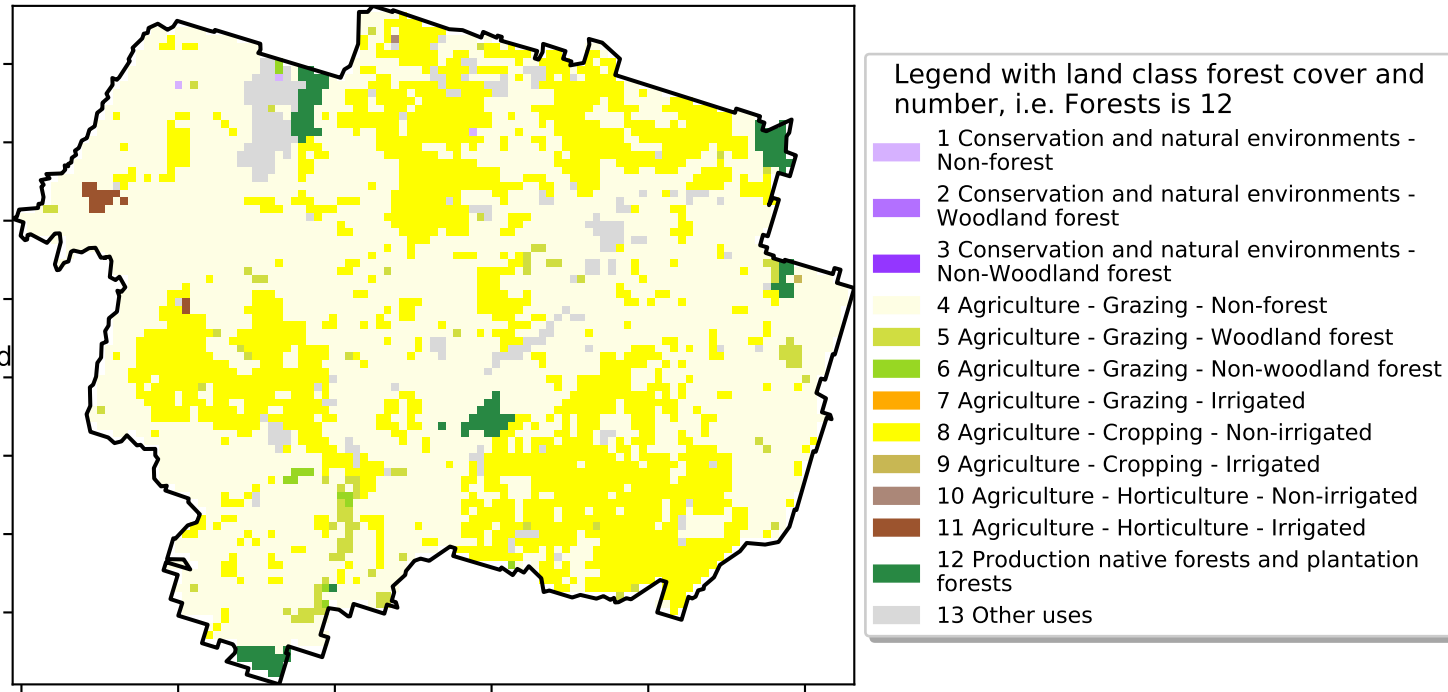 d
Legend with land class forest cover and
number, i.e. Forests is 12
1 Conservation and natural environments -
Non-forest
2 Conservation and natural environments -
Woodland forest
3 Conservation and natural environments -
Non-Woodland forest
4 Agriculture - Grazing - Non-forest
5 Agriculture - Grazing - Woodland forest
6 Agriculture - Grazing - Non-woodland forest
7 Agriculture - Grazing - Irrigated
8 Agriculture - Cropping - Non-irrigated
9 Agriculture - Cropping - Irrigated
10 Agriculture - Horticulture - Non-irrigated
11 Agriculture - Horticulture - Irrigated
12 Production native forests and plantation
forests
13 Other uses